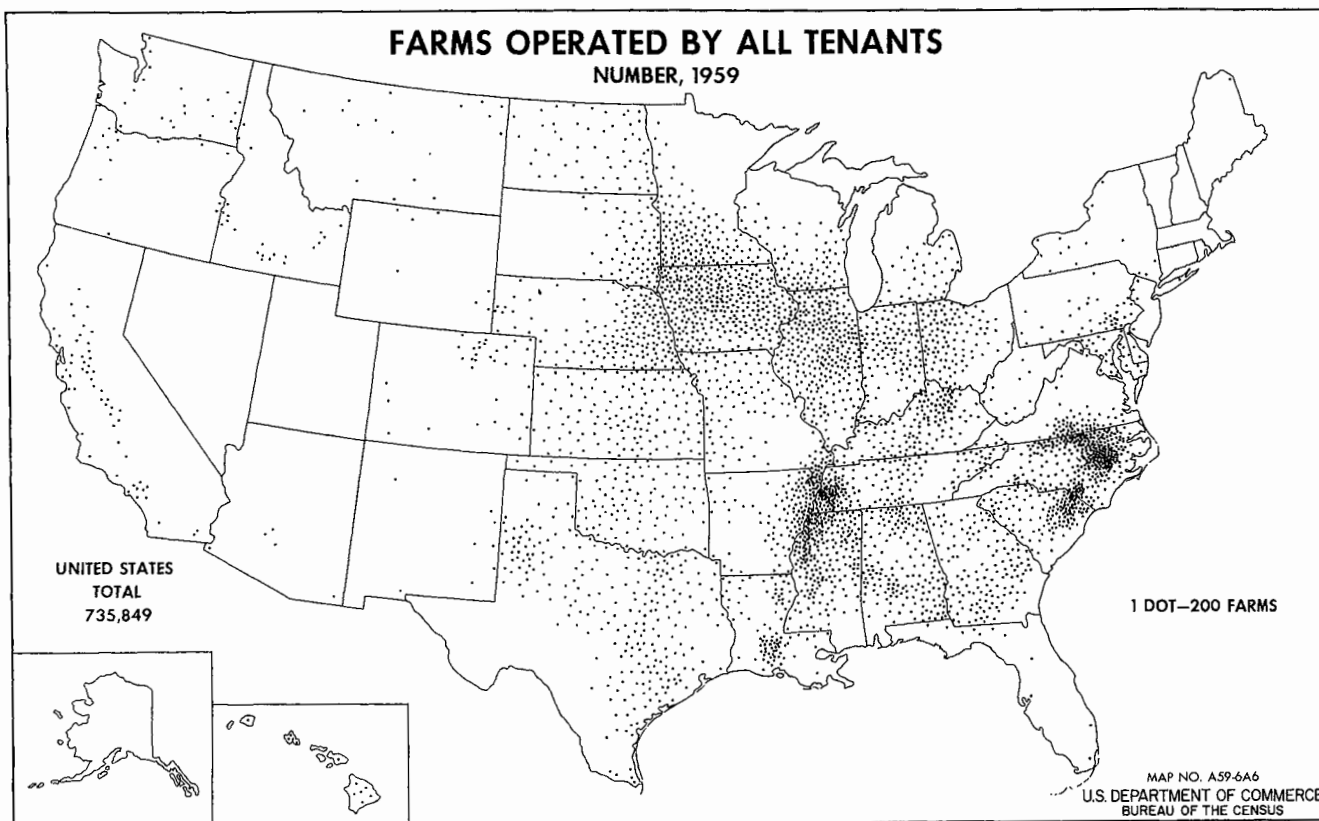 FARMS OPERATED BY ALL TENANTS
NUMBER, 1959
UNITED STATES
TOTAL
735,849
1 DOT—200 FARMS
MAP NO. A59-6A6
U.S. DEPARTMENT OF COMMERCE
BUREAU OF THE CENSUS